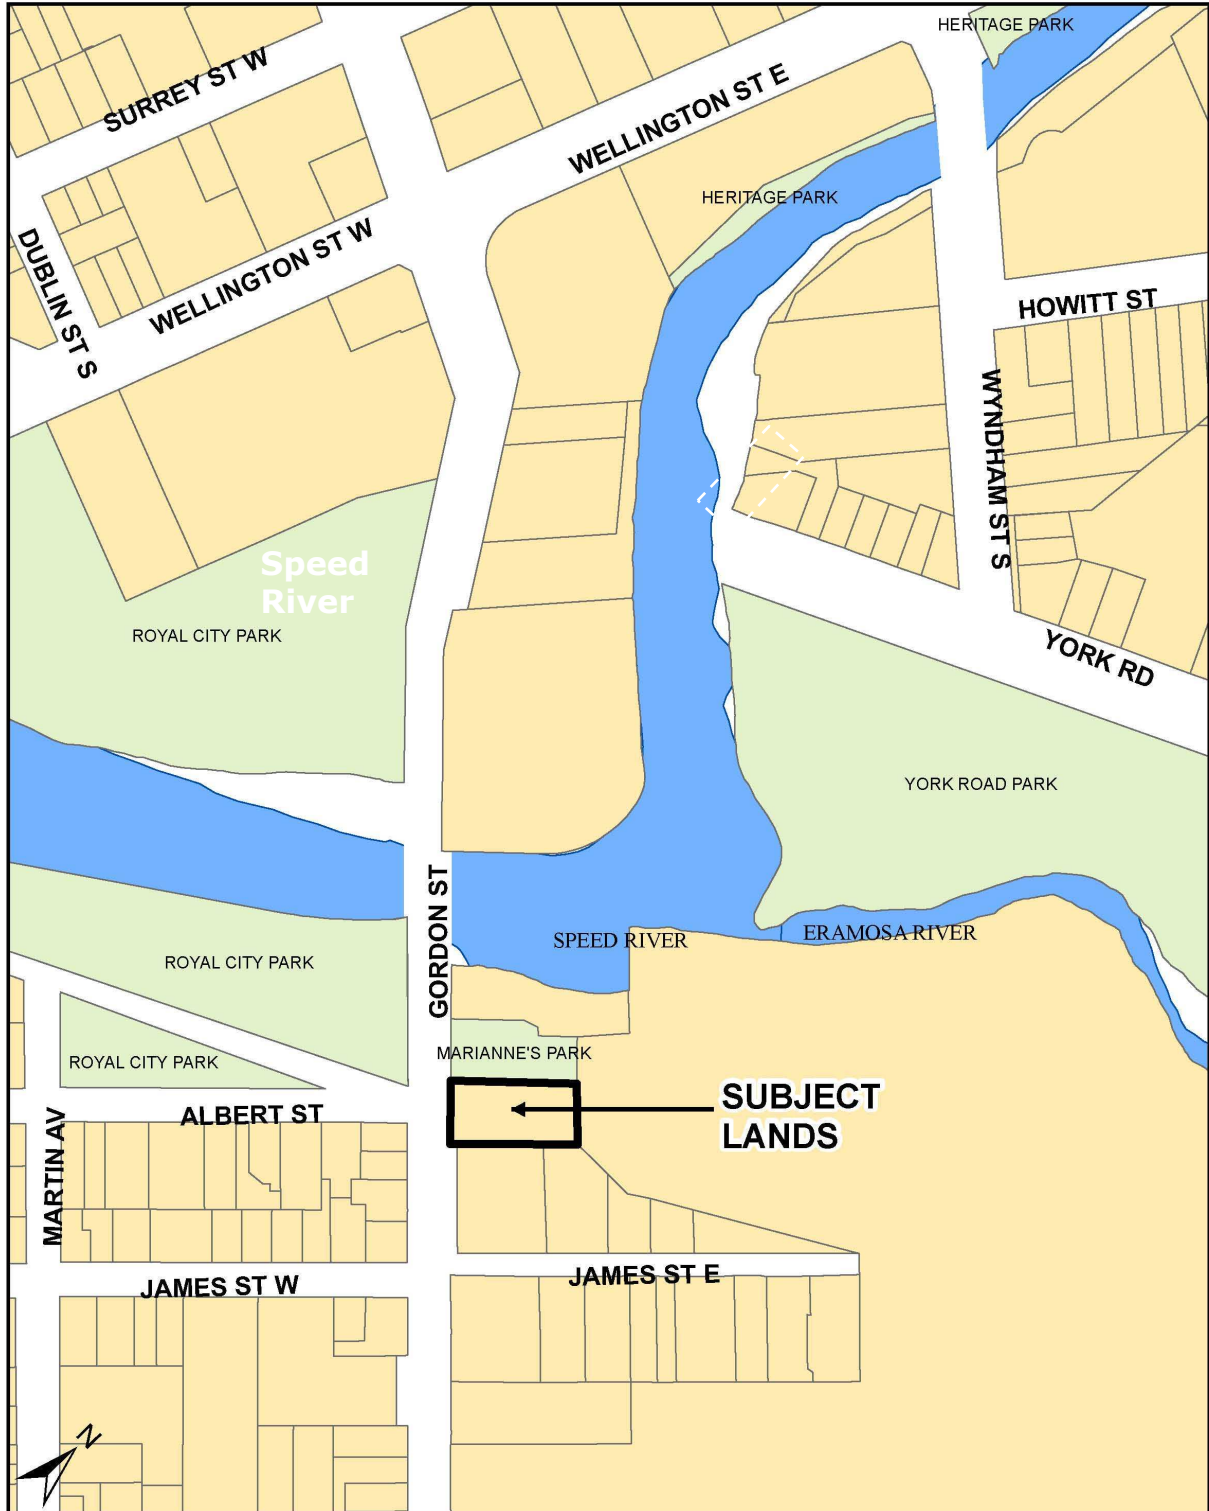 HERITAGE PARK
SURREY ST W
WELLINGTON ST E
HERITAGE PARK
DUBLIN ST S
WELLINGTON ST W
HOWITT ST
WYNDHAM ST S
Speed
River
ROYAL CITY PARK
YORK RD
YORK ROAD PARK
GORDON ST
SPEED RIVER
ERAMOSA RIVER
ROYAL CITY PARK
MARIANNE'S PARK
ROYAL CITY PARK
SUBJECT
LANDS
ALBERT ST
MARTIN AV
JAMES ST E
JAMES ST W
N